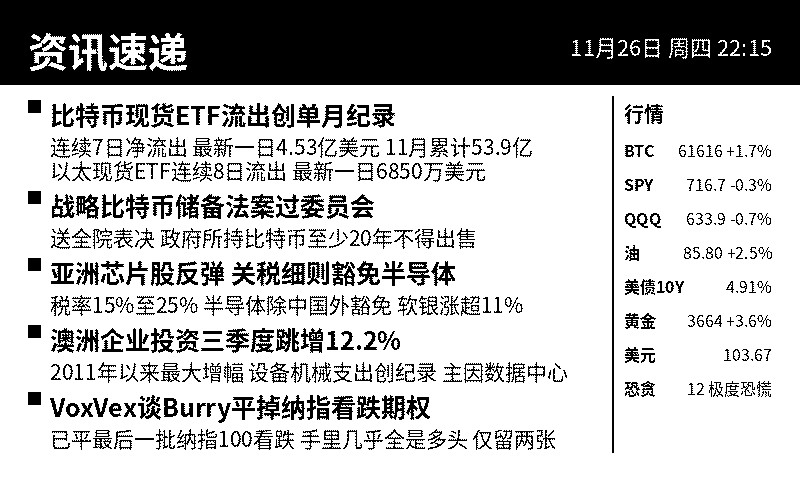 资讯速递
11月26日 周四 22:15
比特币现货ETF流出创单月纪录
连续7日净流出 最新一日4.53亿美元 11月累计53.9亿
以太现货ETF连续8日流出 最新一日6850万美元
战略比特币储备法案过委员会
送全院表决 政府所持比特币至少20年不得出售
亚洲芯片股反弹 关税细则豁免半导体
税率15%至25% 半导体除中国外豁免 软银涨超11%
澳洲企业投资三季度跳增12.2%
2011年以来最大增幅 设备机械支出创纪录 主因数据中心
VoxVex谈Burry平掉纳指看跌期权
已平最后一批纳指100看跌 手里几乎全是多头 仅留两张
行情
BTC 61616 +1.7%
SPY 716.7 -0.3%
QQQ 633.9 -0.7%
油 85.80 +2.5%
美债10Y 4.91%
黄金 3664 +3.6%
美元 103.67
恐贪 12 极度恐慌